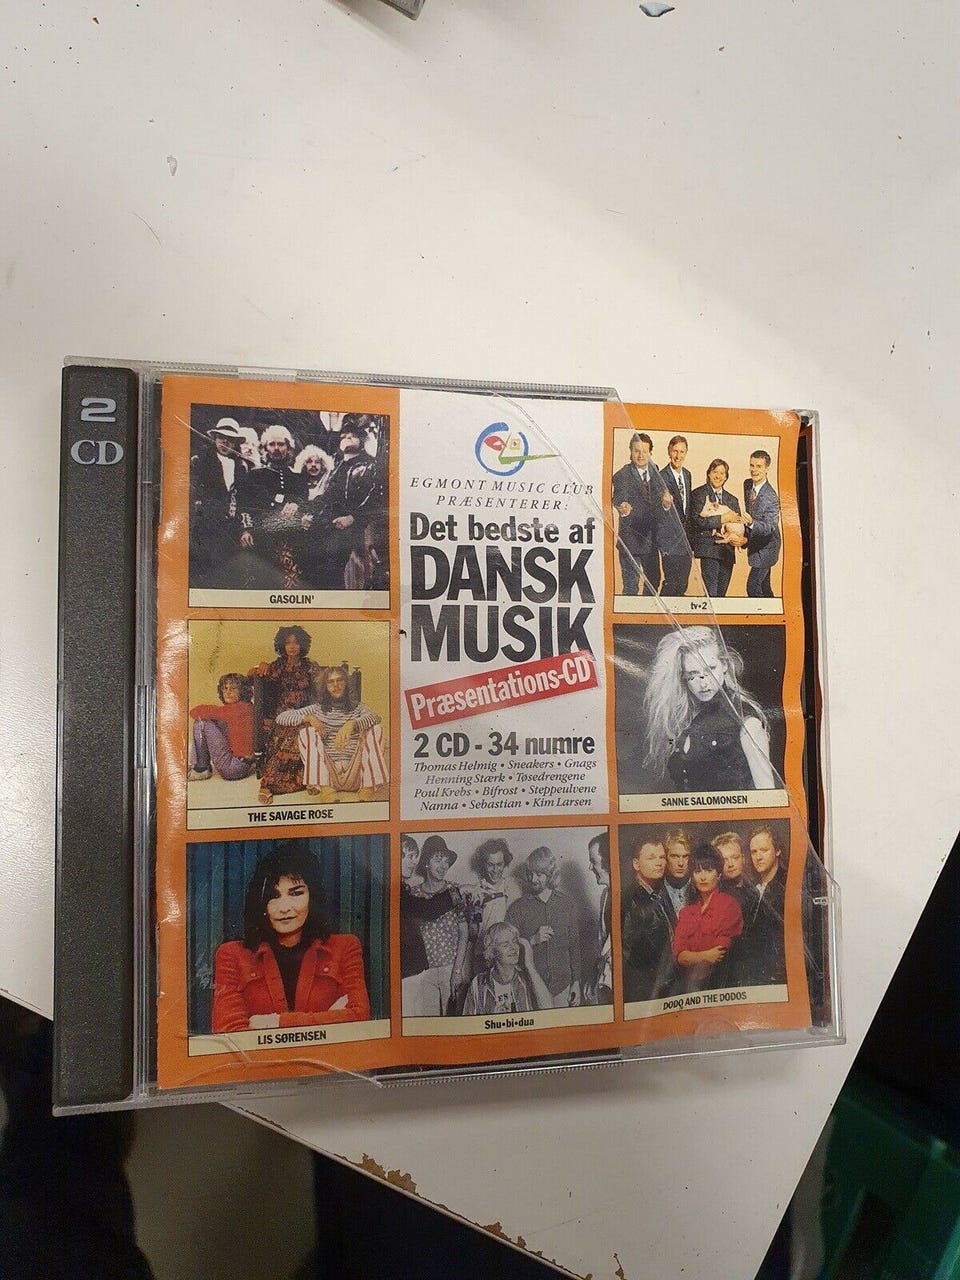 2
CD
EGMONT MUSIC CLUB
PRÆSENTERER:
Det bedste af
DANSK
MUSIK
Præsentations-CD
2 CD - 34 numre
Thomas Helmig • Sneakers • Gnags
Henning Stærk • Tøsedrengene
Poul Krebs • Bifrost • Steppeulvene
Nanna • Sebastian • Kim Larsen
GASOLIN'
tv•2
THE SAVAGE ROSE
SANNE SALOMONSEN
LIS SØRENSEN
Shu•bi•dua
DODO AND THE DODOS